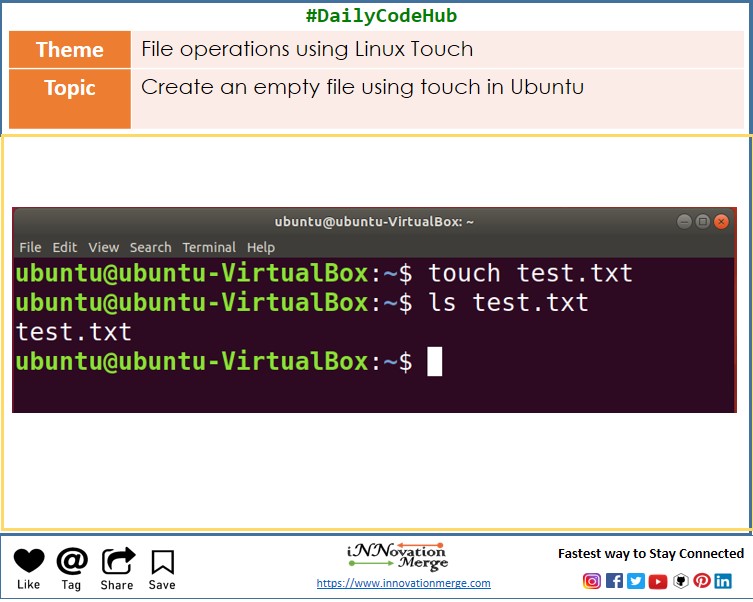 #DailyCodeHub
Theme
File operations using Linux Touch
Topic
Create an empty file using touch in Ubuntu
ubuntu@ubuntu-VirtualBox: ~
File Edit View Search Terminal Help
ubuntu@ubuntu-VirtualBox:~$ touch test.txt
ubuntu@ubuntu-VirtualBox:~$ ls test.txt
test.txt
ubuntu@ubuntu-VirtualBox:~$
Like
Tag
Share
Save
iNNovation
Merge
https://www.innovationmerge.com
Fastest way to Stay Connected